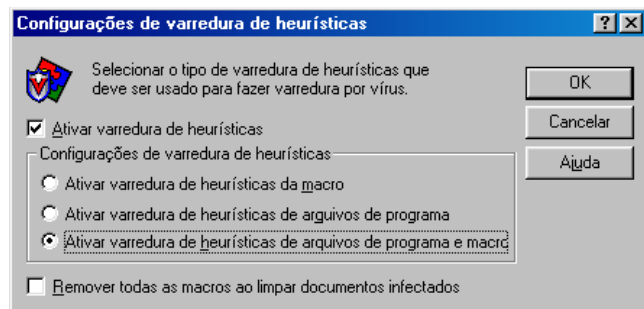 Configurações de varredura de heurísticas
Selecionar o tipo de varredura de heurísticas que
deve ser usado para fazer varredura por vírus.
OK
Cancelar
Ajuda
Ativar varredura de heurísticas
Configurações de varredura de heurísticas
Ativar varredura de heurísticas da macro
Ativar varredura de heurísticas de arquivos de programa
Ativar varredura de heurísticas de arquivos de programa e macro
Remover todas as macros ao limpar documentos infectados